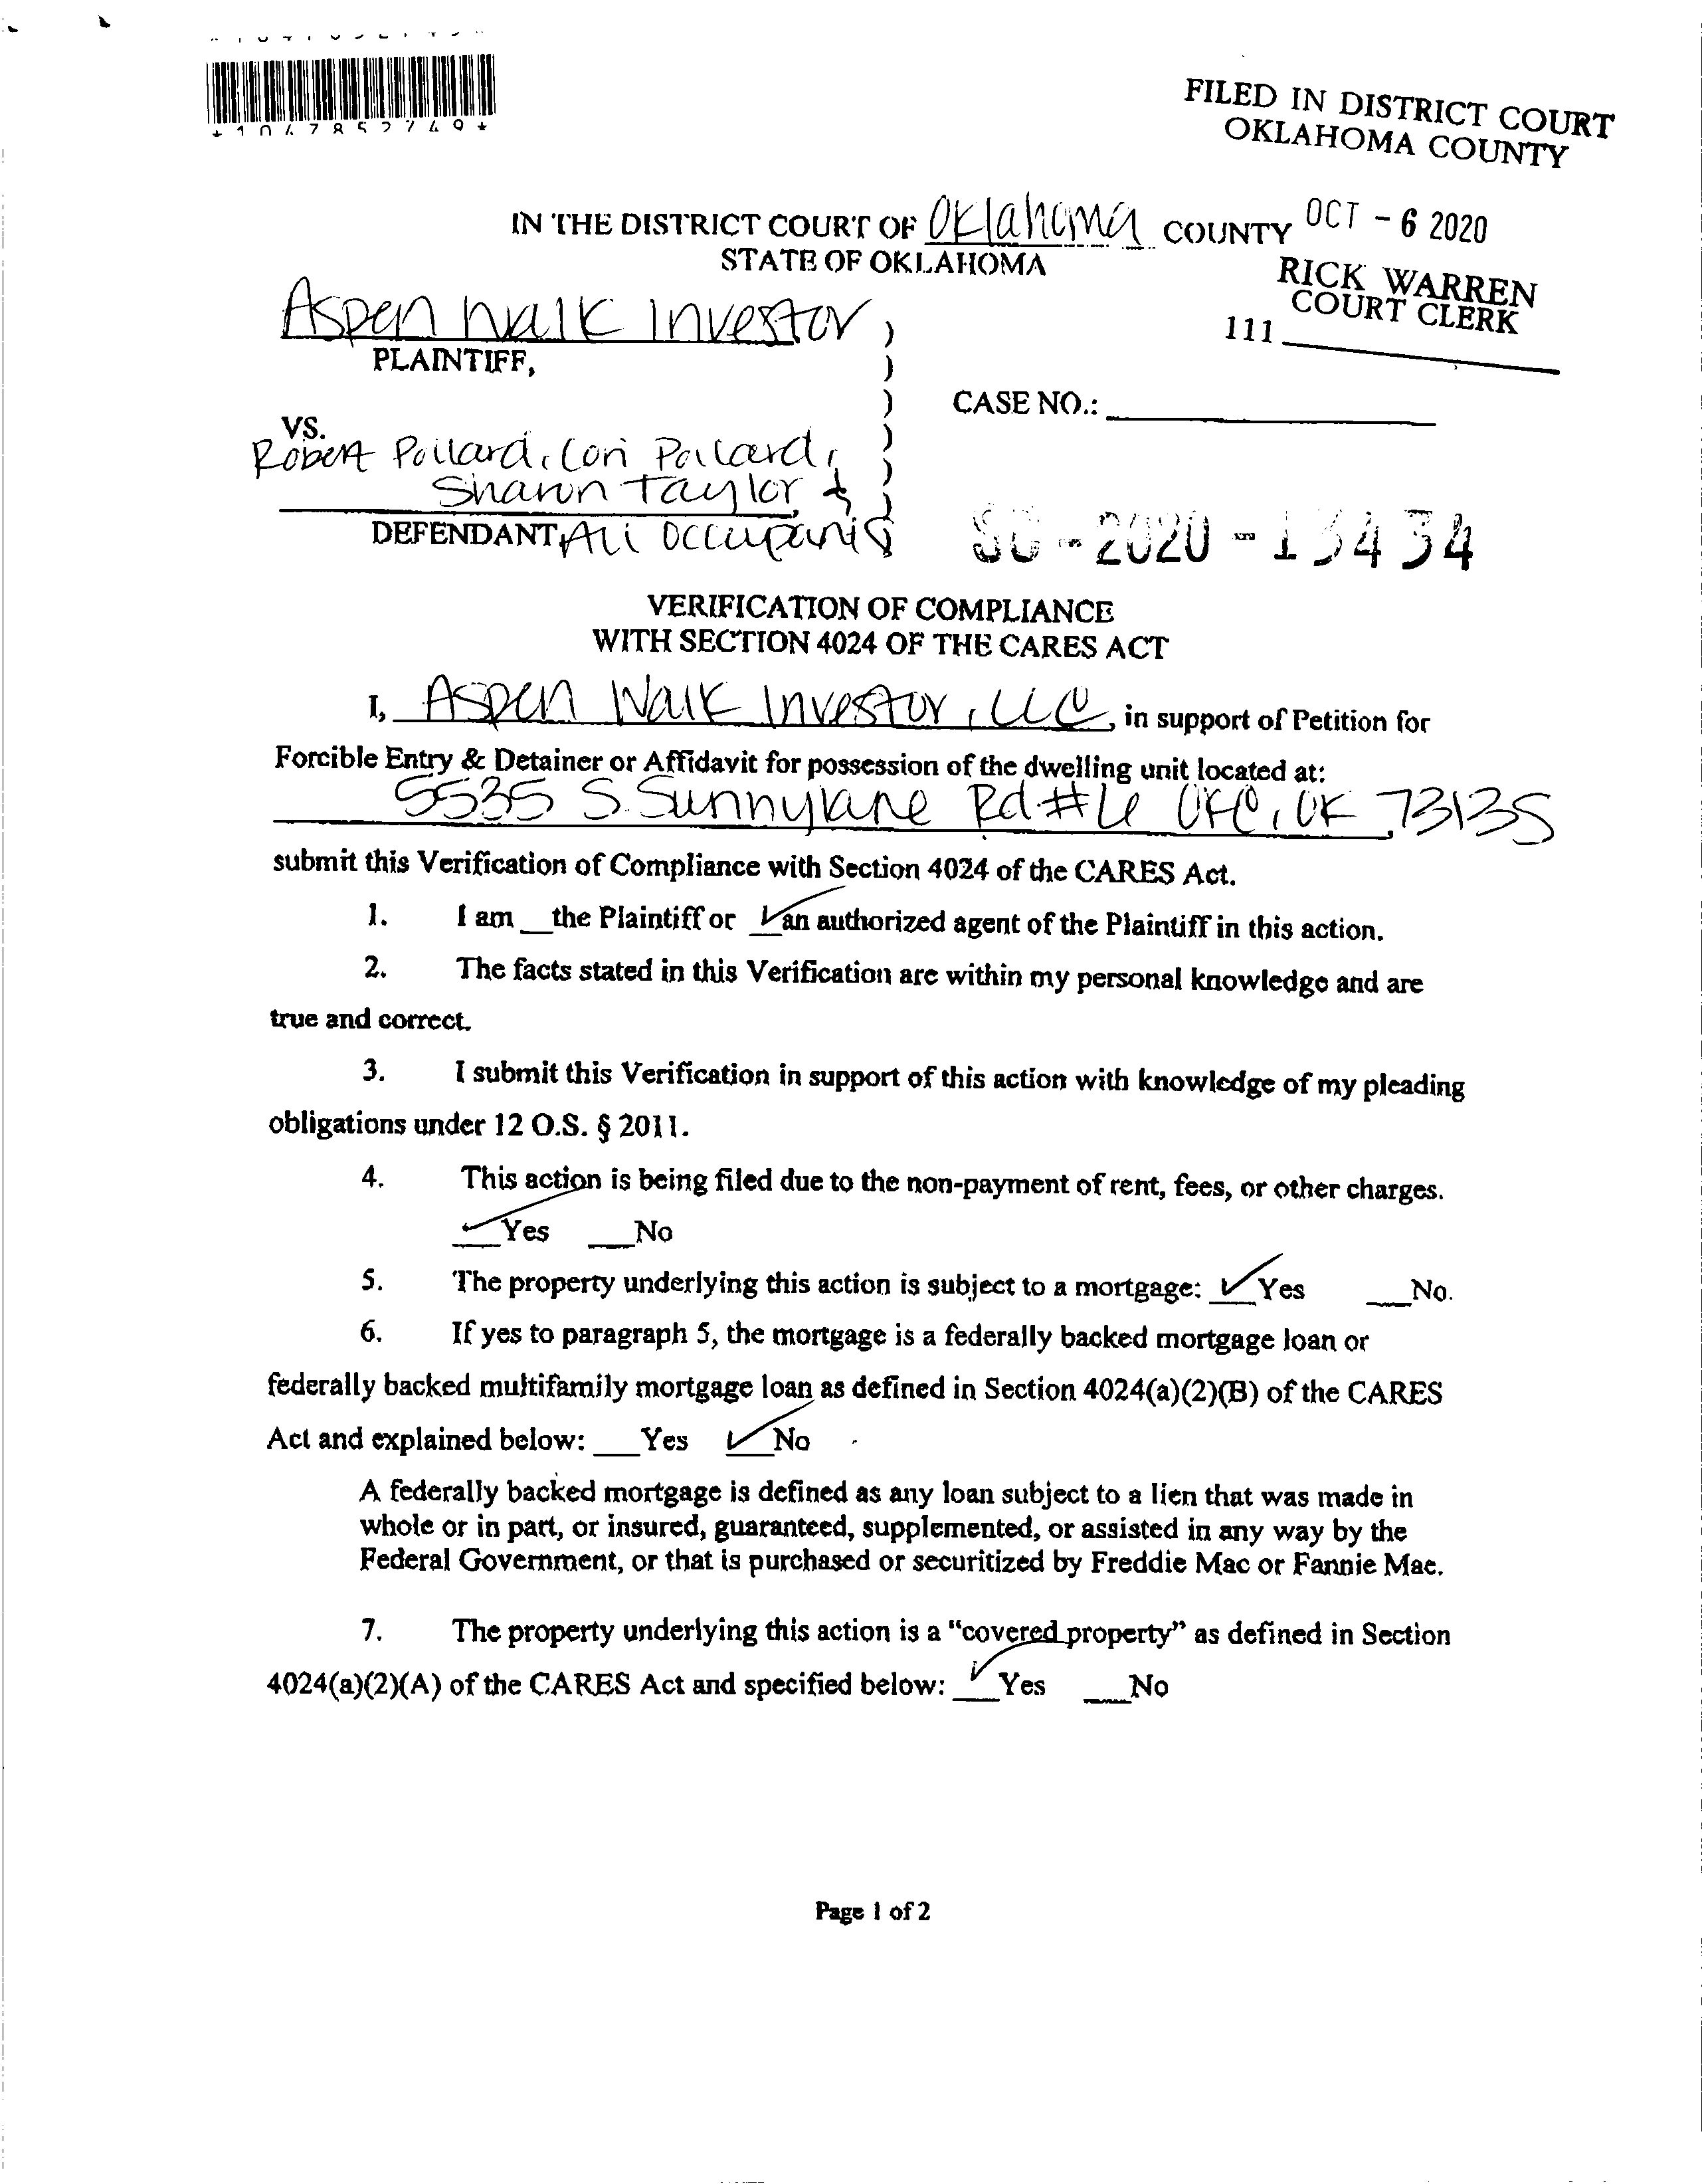 *1047852749*
FILED IN DISTRICT COURT
OKLAHOMA COUNTY
OCT - 6 2020
RICK WARREN
COURT CLERK
111
IN THE DISTRICT COURT OF Oklahoma COUNTY
STATE OF OKLAHOMA
Aspen Walk Investor )
PLAINTIFF, )
) CASE NO.:
VS. )
Robert Pollard, Lori Pollard, )
Sharon Taylor & )
DEFENDANT, All Occupants
SC - 2020 - 13434
VERIFICATION OF COMPLIANCE
WITH SECTION 4024 OF THE CARES ACT
I, Aspen Walk Investor, LLC, in support of Petition for
Forcible Entry & Detainer or Affidavit for possession of the dwelling unit located at:
5535 S. Sunnylane Rd #6 OKC, OK 73135,
submit this Verification of Compliance with Section 4024 of the CARES Act.
1. I am __the Plaintiff or ✓an authorized agent of the Plaintiff in this action.
2. The facts stated in this Verification are within my personal knowledge and are
true and correct.
3. I submit this Verification in support of this action with knowledge of my pleading
obligations under 12 O.S. § 2011.
4. This action is being filed due to the non-payment of rent, fees, or other charges.
✓Yes __No
5. The property underlying this action is subject to a mortgage: ✓Yes __No.
6. If yes to paragraph 5, the mortgage is a federally backed mortgage loan or
federally backed multifamily mortgage loan as defined in Section 4024(a)(2)(B) of the CARES
Act and explained below: __Yes ✓No
A federally backed mortgage is defined as any loan subject to a lien that was made in
whole or in part, or insured, guaranteed, supplemented, or assisted in any way by the
Federal Government, or that is purchased or securitized by Freddie Mac or Fannie Mae.
7. The property underlying this action is a “covered property” as defined in Section
4024(a)(2)(A) of the CARES Act and specified below: ✓Yes __No
Page 1 of 2